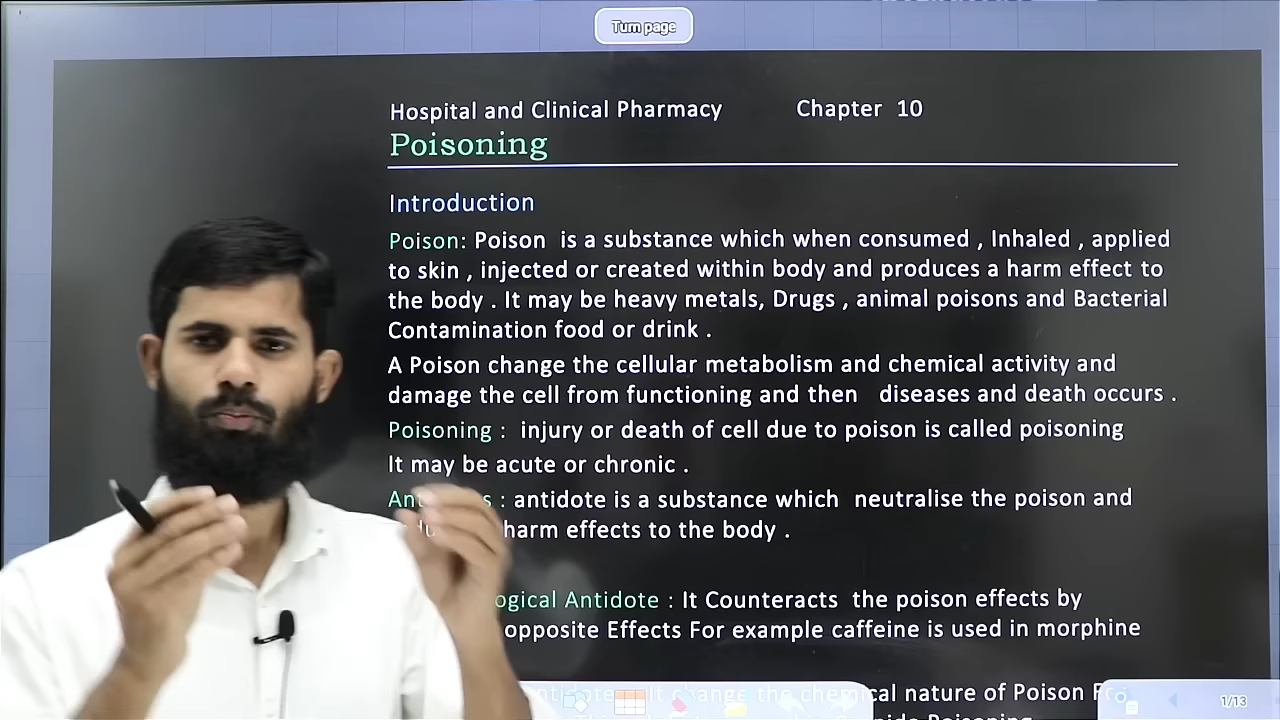 Turn page
Hospital and Clinical Pharmacy Chapter 10
Poisoning
Introduction
Poison: Poison is a substance which when consumed , Inhaled , applied
to skin , injected or created within body and produces a harm effect to
the body . It may be heavy metals, Drugs , animal poisons and Bacterial
Contamination food or drink .
A Poison change the cellular metabolism and chemical activity and
damage the cell from functioning and then diseases and death occurs .
Poisoning : injury or death of cell due to poison is called poisoning
It may be acute or chronic .
: antidote is a substance which neutralise the poison and
harm effects to the body .
ogical Antidote : It Counteracts the poison effects by
opposite Effects For example caffeine is used in morphine
It change the chemical nature of Poison
1/13